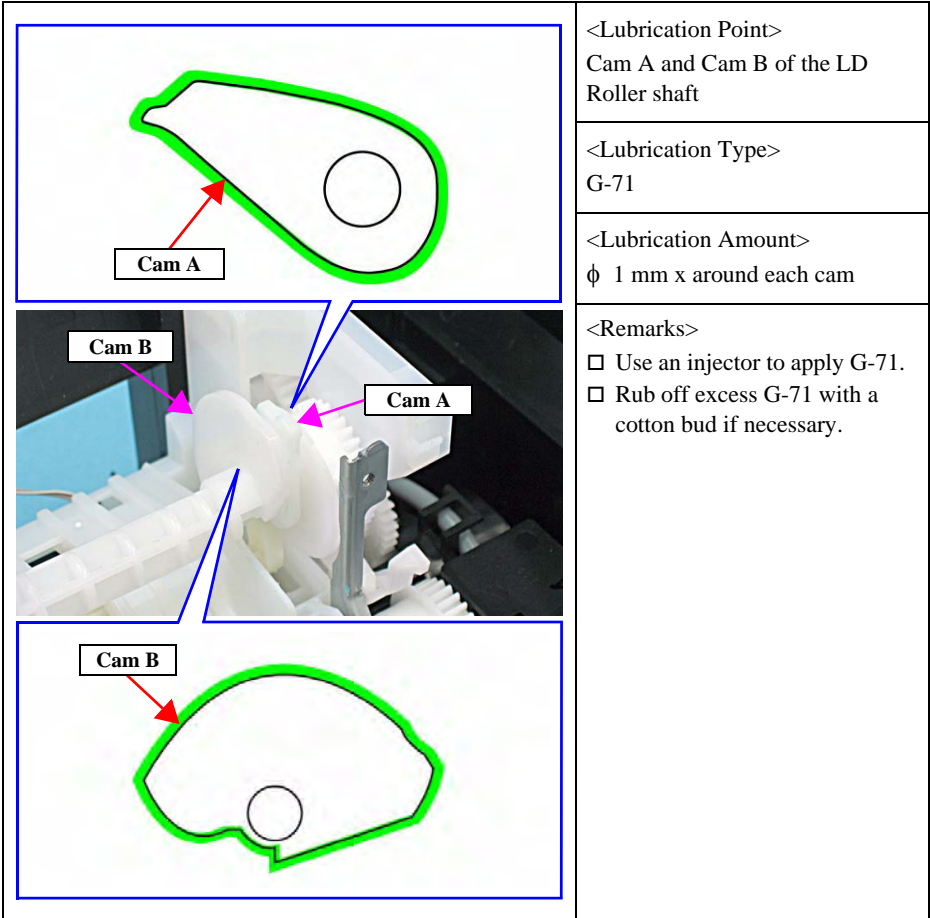 Cam A
Cam B
Cam A
Cam B
<Lubrication Point>
Cam A and Cam B of the LD
Roller shaft
<Lubrication Type>
G-71
<Lubrication Amount>
ϕ 1 mm x around each cam
<Remarks>
□ Use an injector to apply G-71.
□ Rub off excess G-71 with a
cotton bud if necessary.